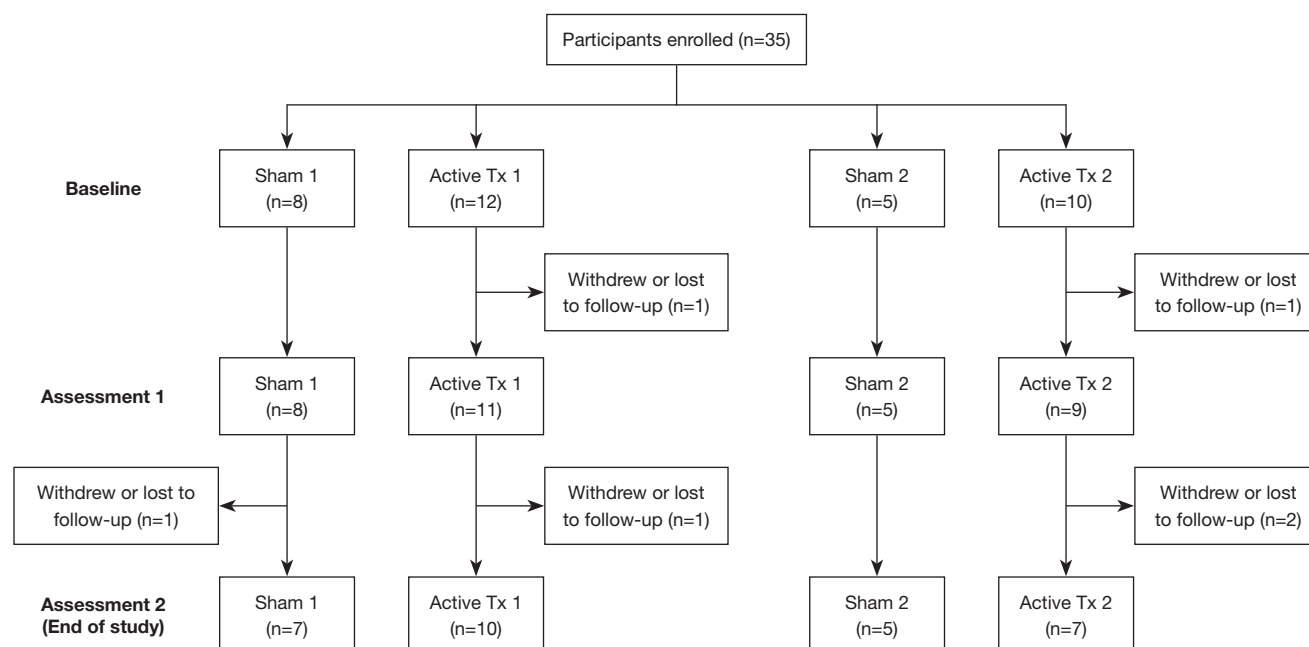 Participants enrolled (n=35)
Baseline
Sham 1
(n=8)
Active Tx 1
(n=12)
Sham 2
(n=5)
Active Tx 2
(n=10)
Withdrew or lost
to follow-up (n=1)
Withdrew or lost
to follow-up (n=1)
Assessment 1
Sham 1
(n=8)
Active Tx 1
(n=11)
Sham 2
(n=5)
Active Tx 2
(n=9)
Withdrew or lost to
follow-up (n=1)
Withdrew or lost
to follow-up (n=1)
Withdrew or lost
to follow-up (n=2)
Assessment 2
(End of study)
Sham 1
(n=7)
Active Tx 1
(n=10)
Sham 2
(n=5)
Active Tx 2
(n=7)